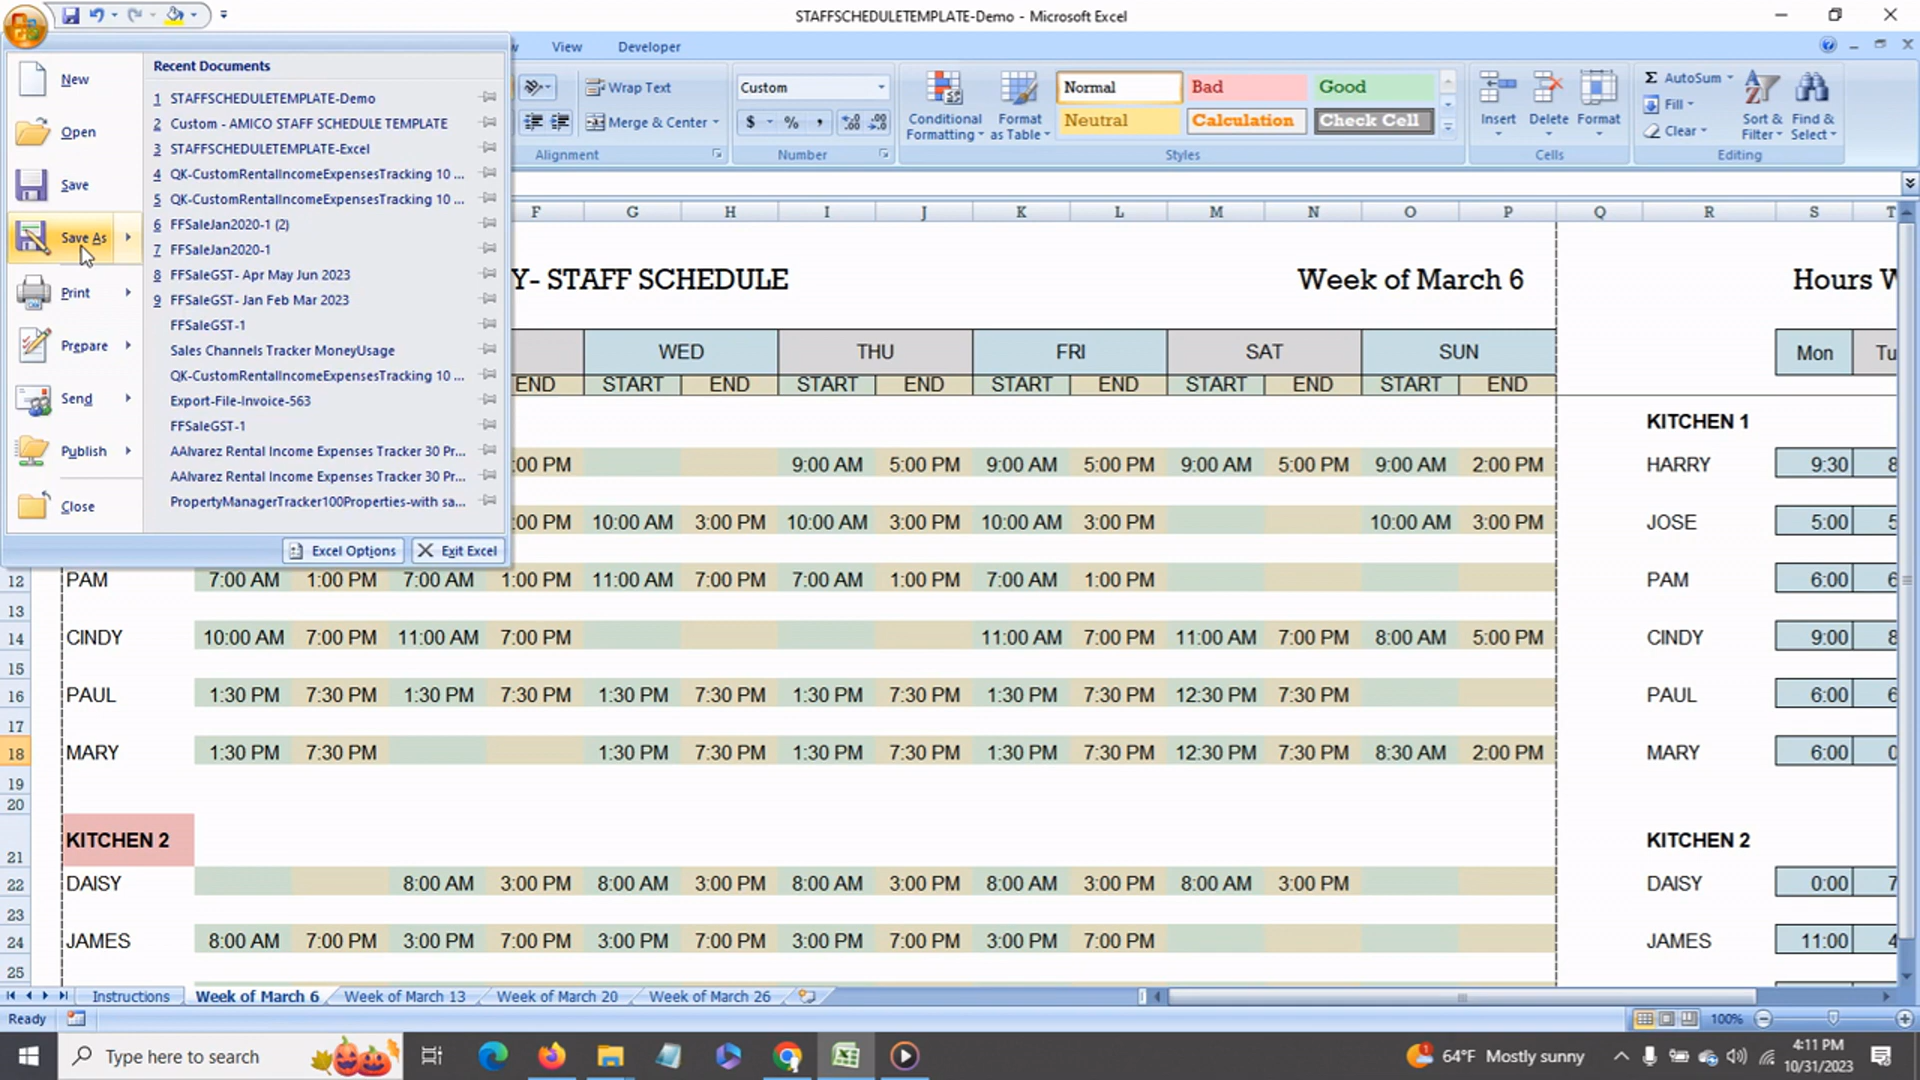 STAFFSCHEDULETEMPLATE-Demo - Microsoft Excel
View Developer
New
Open
Save
Save As
Print
Prepare
Send
Publish
Close
Recent Documents
1 STAFFSCHEDULETEMPLATE-Demo
2 Custom - AMICO STAFF SCHEDULE TEMPLATE
3 STAFFSCHEDULETEMPLATE-Excel
4 QK-CustomRentalIncomeExpensesTracking 10 ...
5 QK-CustomRentalIncomeExpensesTracking 10 ...
6 FFSaleJan2020-1 (2)
7 FFSaleJan2020-1
8 FFSaleGST- Apr May Jun 2023
9 FFSaleGST- Jan Feb Mar 2023
FFSaleGST-1
Sales Channels Tracker MoneyUsage
QK-CustomRentalIncomeExpensesTracking 10 ...
Export-File-Invoice-563
FFSaleGST-1
AAlvarez Rental Income Expenses Tracker 30 Pr...
AAlvarez Rental Income Expenses Tracker 30 Pr...
PropertyManagerTracker100Properties-with sa...
Excel Options Exit Excel
Wrap Text
Merge & Center
Alignment
Custom
$ % ,
Number
Conditional Formatting
Format as Table
Normal Bad Good
Neutral Calculation Check Cell
Styles
Insert Delete Format
Cells
Σ AutoSum
Fill
Clear
Sort & Filter
Find & Select
Editing
F G H I J K L M N O P Q R S T
Y- STAFF SCHEDULE Week of March 6 Hours W
WED THU FRI SAT SUN Mon Tu
END START END START END START END START END START END
KITCHEN 1
:00 PM 9:00 AM 5:00 PM 9:00 AM 5:00 PM 9:00 AM 5:00 PM 9:00 AM 2:00 PM HARRY 9:30 8
:00 PM 10:00 AM 3:00 PM 10:00 AM 3:00 PM 10:00 AM 3:00 PM 10:00 AM 3:00 PM JOSE 5:00 5
12 PAM 7:00 AM 1:00 PM 7:00 AM 1:00 PM 11:00 AM 7:00 PM 7:00 AM 1:00 PM 7:00 AM 1:00 PM PAM 6:00 6
13
14 CINDY 10:00 AM 7:00 PM 11:00 AM 7:00 PM 11:00 AM 7:00 PM 11:00 AM 7:00 PM 8:00 AM 5:00 PM CINDY 9:00 8
15
16 PAUL 1:30 PM 7:30 PM 1:30 PM 7:30 PM 1:30 PM 7:30 PM 1:30 PM 7:30 PM 1:30 PM 7:30 PM 12:30 PM 7:30 PM PAUL 6:00 6
17
18 MARY 1:30 PM 7:30 PM 1:30 PM 7:30 PM 1:30 PM 7:30 PM 1:30 PM 7:30 PM 12:30 PM 7:30 PM 8:30 AM 2:00 PM MARY 6:00 0
19
20
21 KITCHEN 2 KITCHEN 2
22 DAISY 8:00 AM 3:00 PM 8:00 AM 3:00 PM 8:00 AM 3:00 PM 8:00 AM 3:00 PM 8:00 AM 3:00 PM DAISY 0:00 7
23
24 JAMES 8:00 AM 7:00 PM 3:00 PM 7:00 PM 3:00 PM 7:00 PM 3:00 PM 7:00 PM 3:00 PM 7:00 PM JAMES 11:00 4
25
Instructions Week of March 6 Week of March 13 Week of March 20 Week of March 26
Ready 100%
Type here to search
64°F Mostly sunny
4:11 PM
10/31/2023